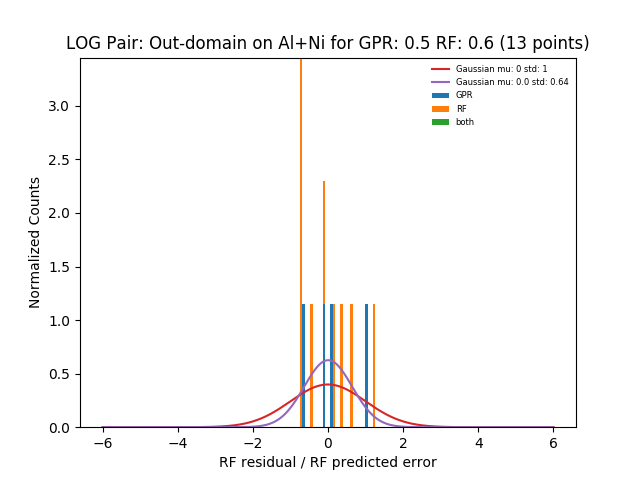 LOG Pair: Out-domain on Al+Ni for GPR: 0.5 RF: 0.6 (13 points)
Gaussian mu: 0 std: 1
Gaussian mu: 0.0 std: 0.64
GPR
RF
both
Normalized Counts
3.0
2.5
2.0
1.5
1.0
0.5
0.0
−6 −4 −2 0 2 4 6
RF residual / RF predicted error